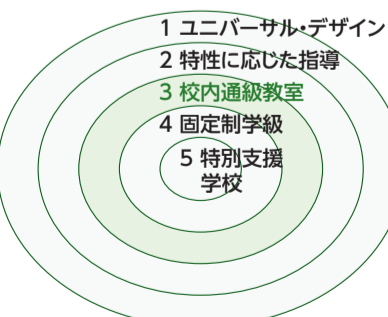 1 ユニバーサル・デザイン
2 特性に応じた指導
3 校内通級教室
4 固定制学級
5 特別支援
学校